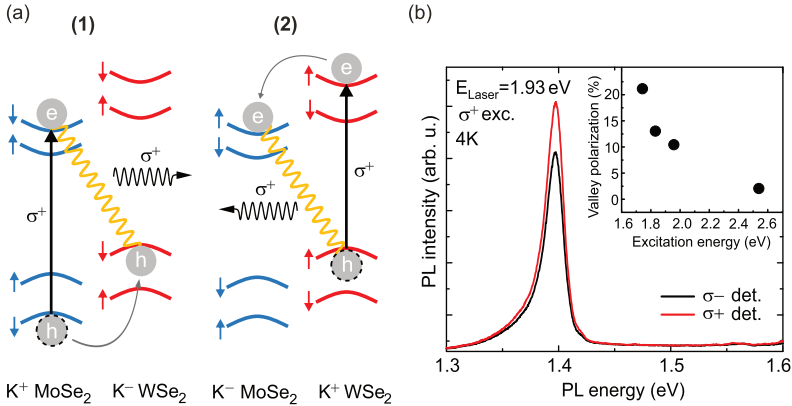 (a)
(1)
(2)
e
h
σ+
σ+
K+ MoSe2
K− WSe2
e
e
h
σ+
σ+
K− MoSe2
K+ WSe2
(b)
PL intensity (arb. u.)
ELaser=1.93 eV
σ+ exc.
4K
Valley polarization (%)
20
15
10
5
0
1.6 1.8 2.0 2.2 2.4 2.6
Excitation energy (eV)
σ− det.
σ+ det.
1.3 1.4 1.5 1.6
PL energy (eV)